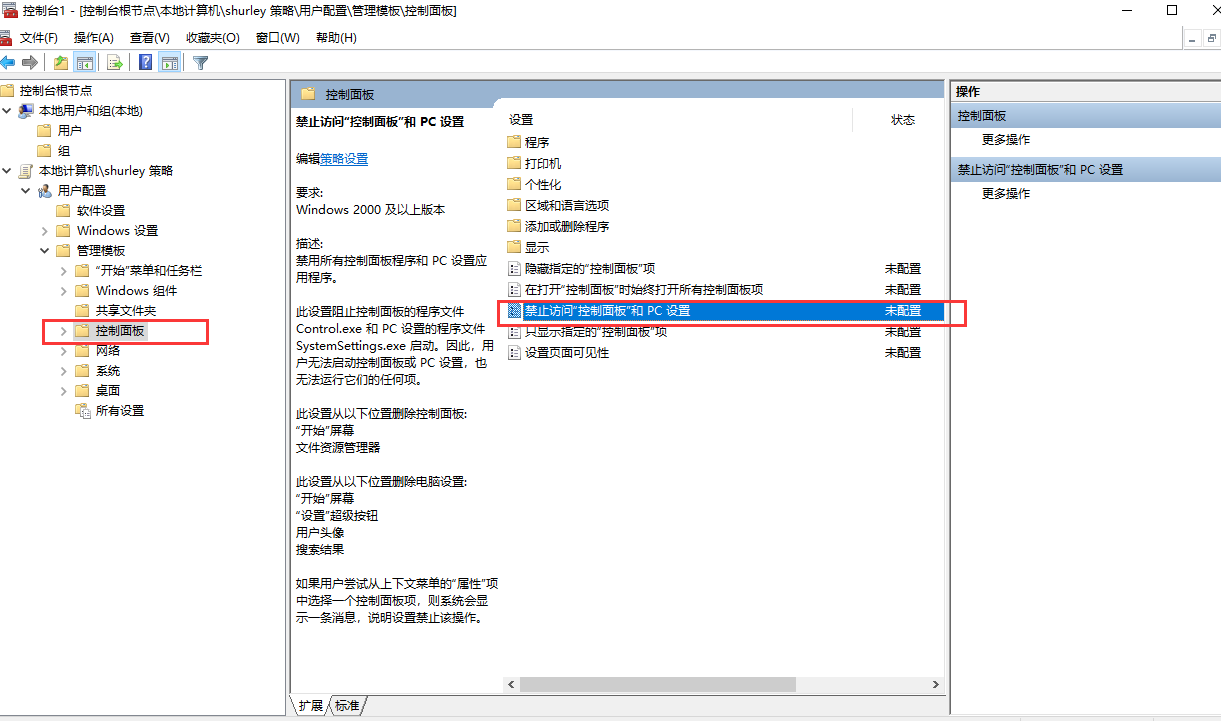 控制台1 - [控制台根节点\本地计算机\shurley 策略\用户配置\管理模板\控制面板]
文件(F) 操作(A) 查看(V) 收藏夹(O) 窗口(W) 帮助(H)
控制台根节点
本地用户和组(本地)
用户
组
本地计算机\shurley 策略
用户配置
软件设置
Windows 设置
管理模板
“开始”菜单和任务栏
Windows 组件
共享文件夹
控制面板
网络
系统
桌面
所有设置
控制面板
禁止访问“控制面板”和 PC 设置
编辑策略设置
要求:
Windows 2000 及以上版本
描述:
禁用所有控制面板程序和 PC 设置应
用程序。
此设置阻止控制面板的程序文件
Control.exe 和 PC 设置的程序文件
SystemSettings.exe 启动。因此，用
户无法启动控制面板或 PC 设置，也
无法运行它们的任何项。
此设置从以下位置删除控制面板:
“开始”屏幕
文件资源管理器
此设置从以下位置删除电脑设置:
“开始”屏幕
“设置”超级按钮
用户头像
搜索结果
如果用户尝试从上下文菜单的“属性”项
中选择一个控制面板项，则系统会显
示一条消息，说明设置禁止该操作。
设置 状态
程序
打印机
个性化
区域和语言选项
添加或删除程序
显示
隐藏指定的“控制面板”项 未配置
在打开“控制面板”时始终打开所有控制面板项 未配置
禁止访问“控制面板”和 PC 设置 未配置
只显示指定的“控制面板”项 未配置
设置页面可见性 未配置
扩展 标准
操作
控制面板
更多操作
禁止访问“控制面板”和 PC 设置
更多操作